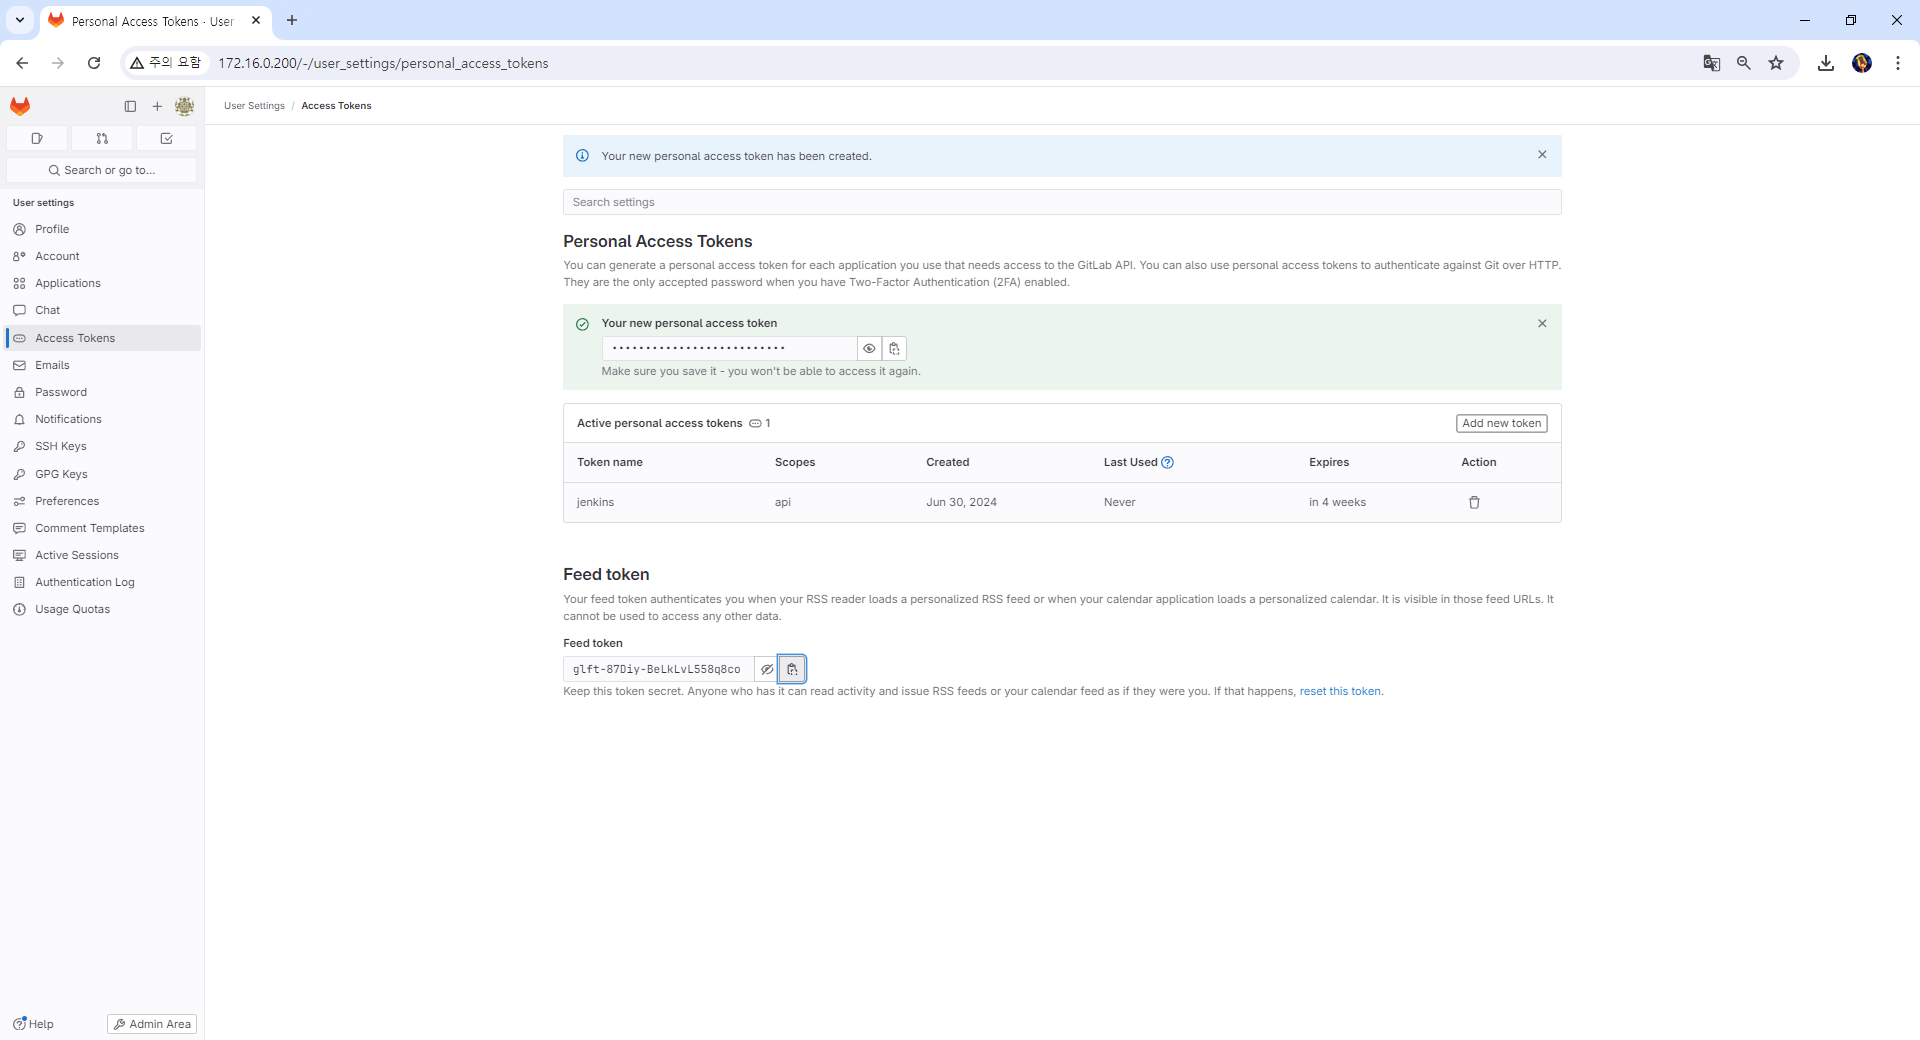 Personal Access Tokens · User
주의 요함
172.16.0.200/-/user_settings/personal_access_tokens
User Settings / Access Tokens
Search or go to...
User settings
Profile
Account
Applications
Chat
Access Tokens
Emails
Password
Notifications
SSH Keys
GPG Keys
Preferences
Comment Templates
Active Sessions
Authentication Log
Usage Quotas
Help
Admin Area
Your new personal access token has been created.
Search settings
Personal Access Tokens
You can generate a personal access token for each application you use that needs access to the GitLab API. You can also use personal access tokens to authenticate against Git over HTTP.
They are the only accepted password when you have Two-Factor Authentication (2FA) enabled.
Your new personal access token
••••••••••••••••••••••••••
Make sure you save it - you won't be able to access it again.
Active personal access tokens 1
Add new token
Token name Scopes Created Last Used Expires Action
jenkins api Jun 30, 2024 Never in 4 weeks
Feed token
Your feed token authenticates you when your RSS reader loads a personalized RSS feed or when your calendar application loads a personalized calendar. It is visible in those feed URLs. It
cannot be used to access any other data.
Feed token
glft-87Diy-BeLkLvL558q8co
Keep this token secret. Anyone who has it can read activity and issue RSS feeds or your calendar feed as if they were you. If that happens, reset this token.